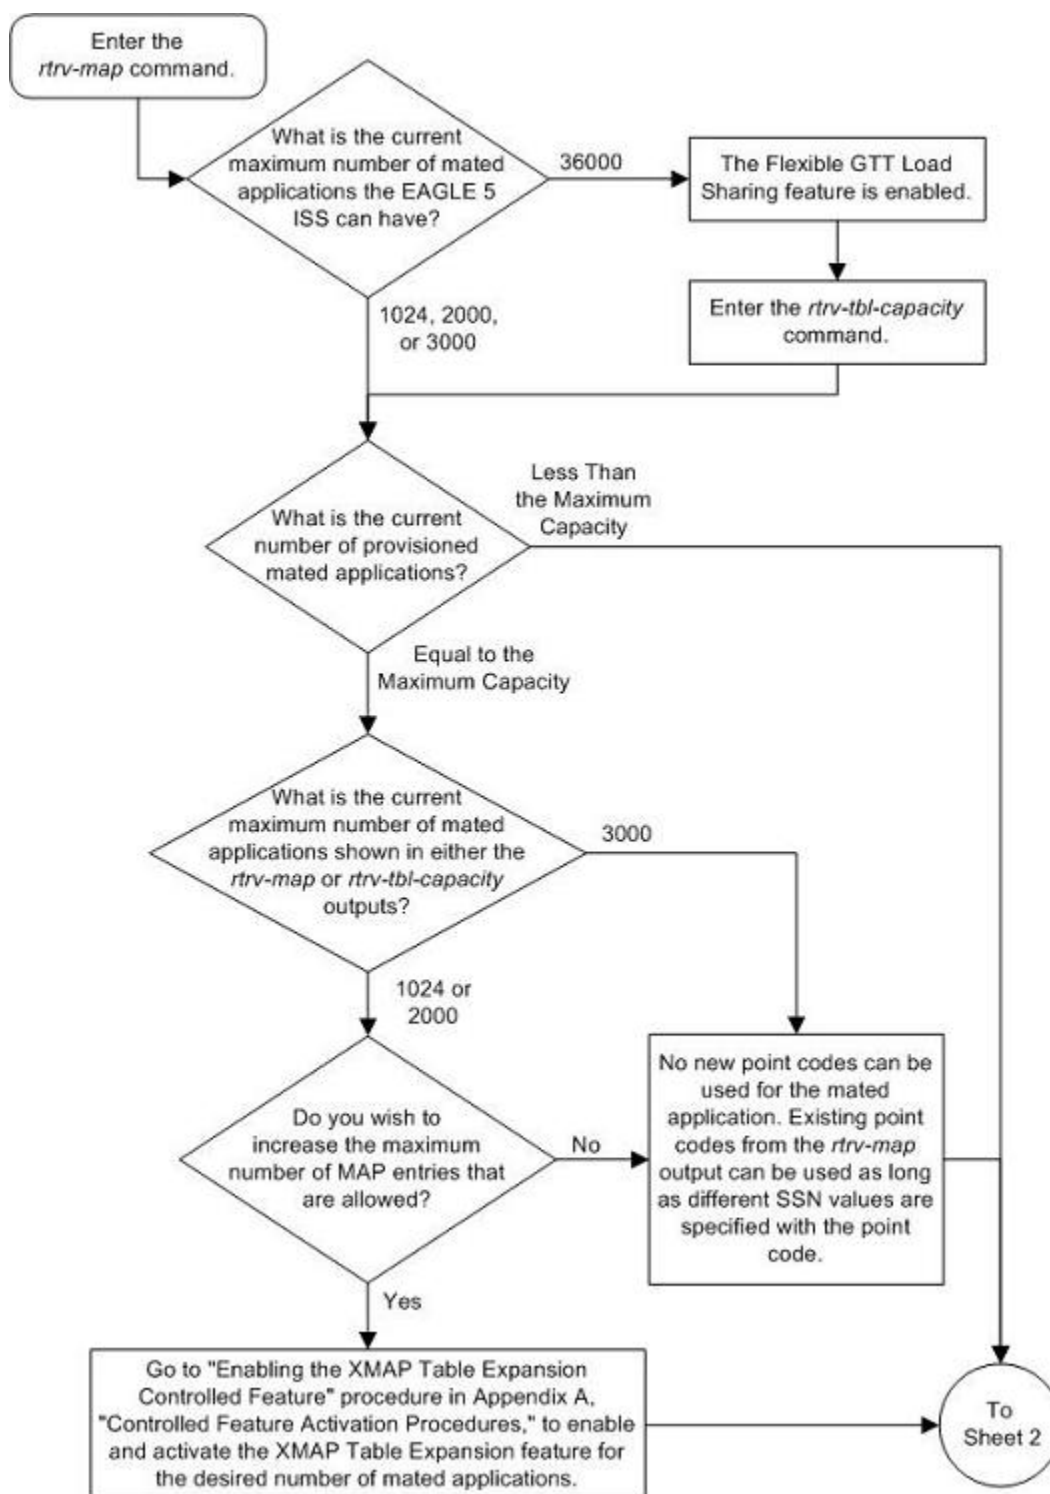 Enter the
rtrv-map command.
What is the current
maximum number of mated
applications the EAGLE 5
ISS can have?
36000
The Flexible GTT Load
Sharing feature is enabled.
Enter the rtrv-tbl-capacity
command.
1024, 2000,
or 3000
What is the current
number of provisioned
mated applications?
Less Than
the Maximum
Capacity
Equal to the
Maximum Capacity
What is the current
maximum number of mated
applications shown in either the
rtrv-map or rtrv-tbl-capacity
outputs?
3000
1024 or
2000
Do you wish to
increase the maximum
number of MAP entries that
are allowed?
No
No new point codes can be
used for the mated
application. Existing point
codes from the rtrv-map
output can be used as long
as different SSN values are
specified with the point
code.
Yes
Go to "Enabling the XMAP Table Expansion
Controlled Feature" procedure in Appendix A,
"Controlled Feature Activation Procedures," to enable
and activate the XMAP Table Expansion feature for
the desired number of mated applications.
To
Sheet 2